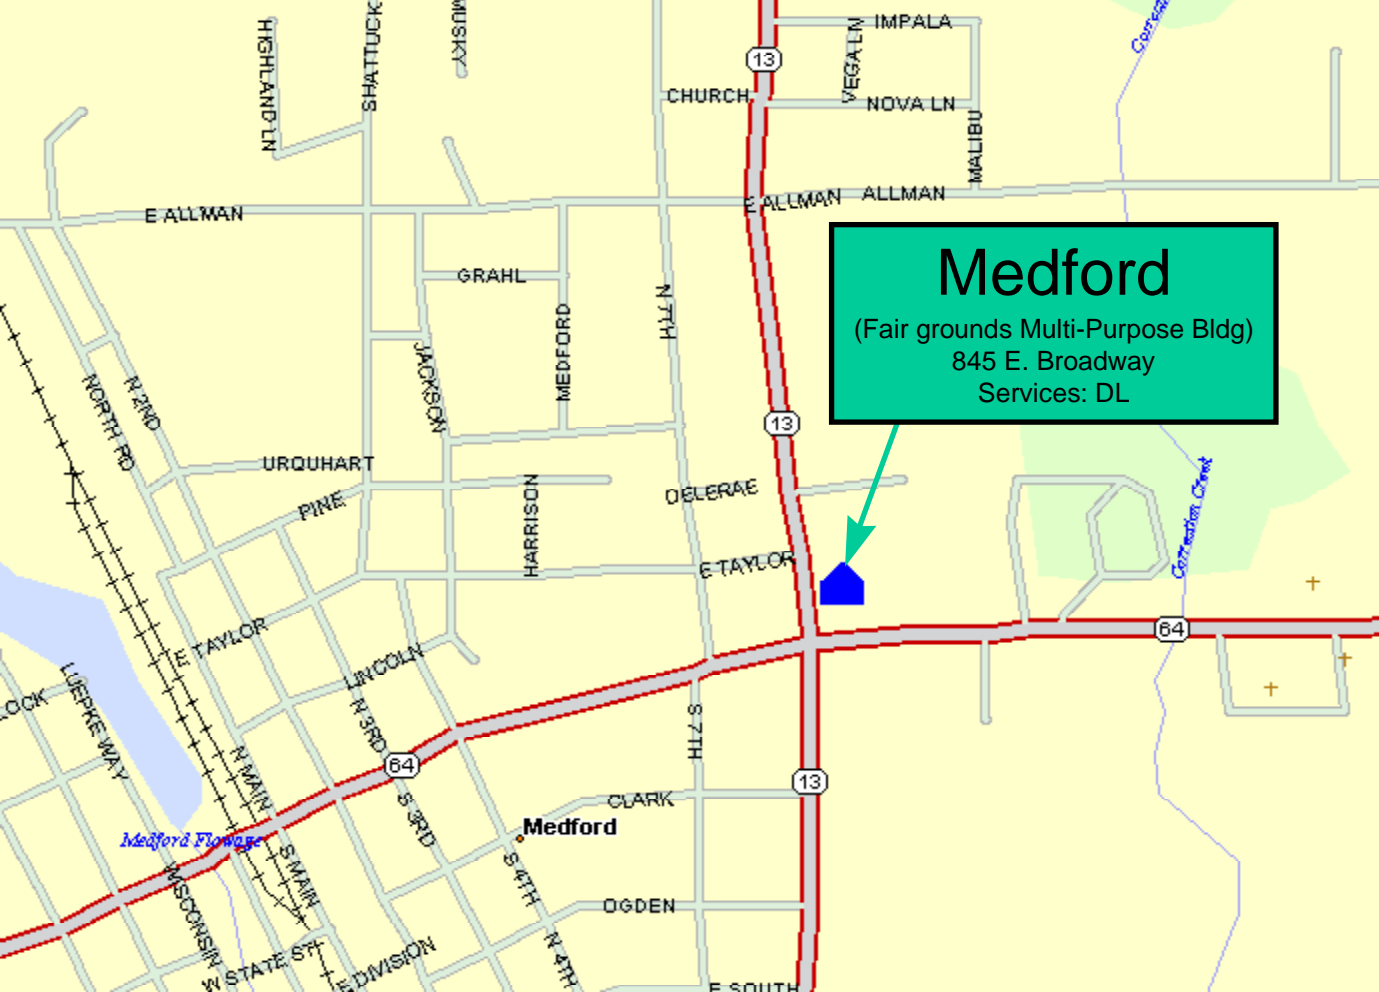 IMPALA
HIGHLAND LN
SHATTUCK
MUSKY
13
VEGA LN
CHURCH
NOVA LN
MALIBU
E ALLMAN
E ALLMAN
ALLMAN
Medford
(Fair grounds Multi-Purpose Bldg)
845 E. Broadway
Services: DL
GRAHL
N 7TH
MEDFORD
JACKSON
NORTH RD
N 2ND
13
URQUHART
PINE
HARRISON
DELERAE
Correstion Creek
E TAYLOR
E TAYLOR
64
LINCOLN
LUEPKE WAY
OCK
N 3RD
S 7TH
N MAIN
64
13
S 3RD
CLARK
Medford
Medford Flowage
S MAIN
S 4TH
WISCONSIN
OGDEN
W STATE ST
E DIVISION
N 4TH
E SOUTH